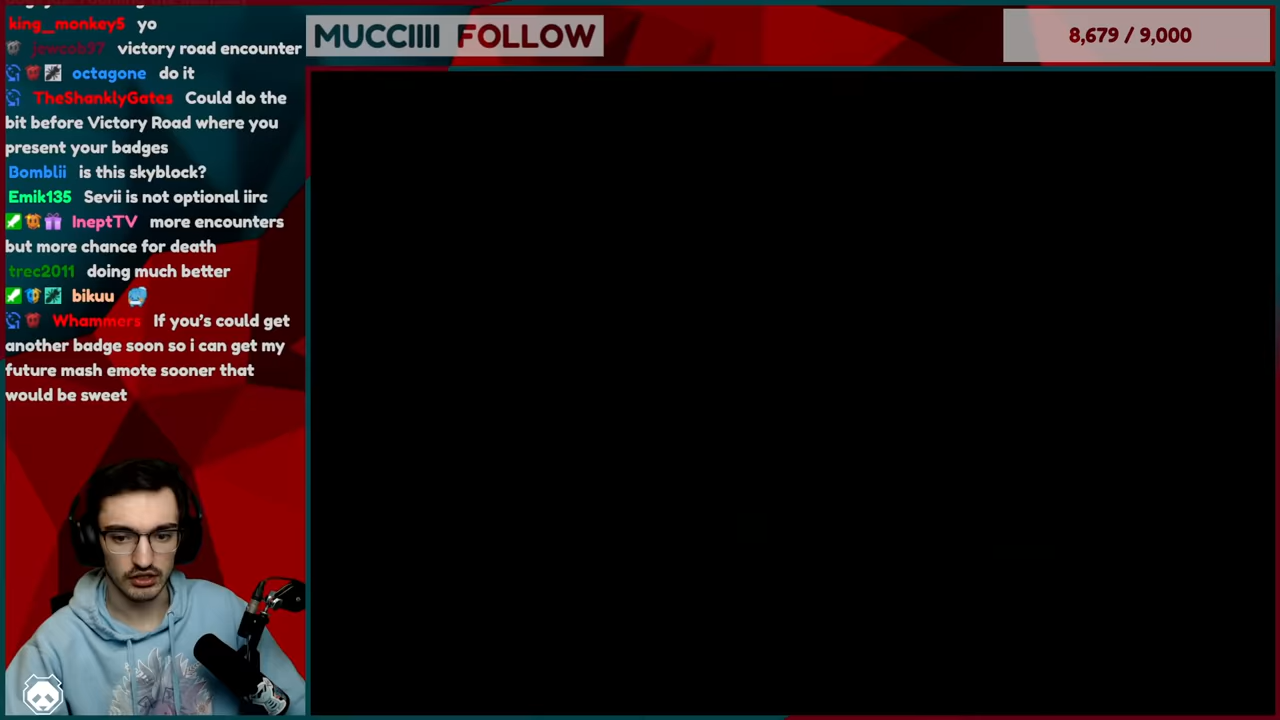 king_monkey5 yo
jewcob97 victory road encounter
octagone do it
TheShanklyGates Could do the
bit before Victory Road where you
present your badges
Bomblii is this skyblock?
Emik135 Sevii is not optional iirc
IneptTV more encounters
but more chance for death
trec2011 doing much better
bikuu
Whammers If you's could get
another badge soon so i can get my
future mash emote sooner that
would be sweet
MUCCIIII FOLLOW
8,679 / 9,000